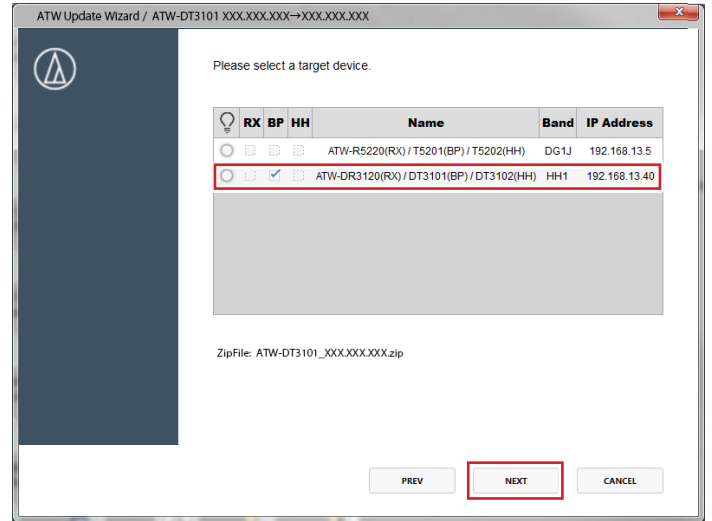 ATW Update Wizard / ATW-DT3101 XXX.XXX.XXX→XXX.XXX.XXX
x
Please select a target device.
RX BP HH Name Band IP Address
ATW-R5220(RX) / T5201(BP) / T5202(HH) DG1J 192.168.13.5
ATW-DR3120(RX) / DT3101(BP) / DT3102(HH) HH1 192.168.13.40
ZipFile: ATW-DT3101_XXX.XXX.XXX.zip
PREV NEXT CANCEL